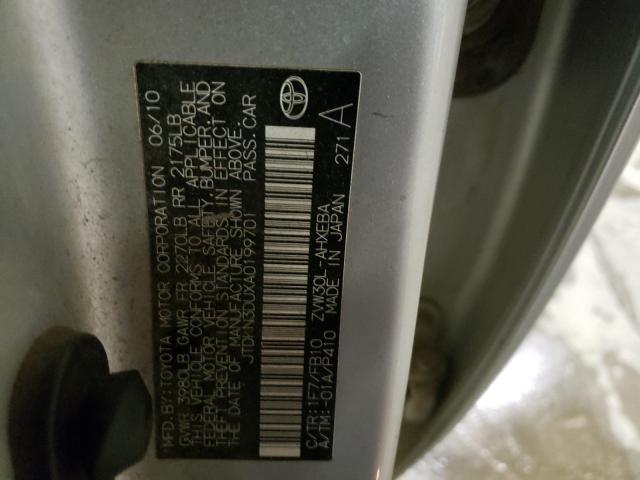 MFD.BY:TOYOTA MOTOR CORPORATION 06/10
GVWR 3980LB GAWR FR 2270LB RR 2175LB
THIS VEHICLE CONFORMS TO ALL APPLICABLE
FEDERAL MOTOR VEHICLE SAFETY, BUMPER, AND
THEFT PREVENTION STANDARDS IN EFFECT ON
THE DATE OF MANUFACTURE SHOWN ABOVE.
JTDKN3DUXA0199701 PASS.CAR
ZVW30L-AHXEBA
C/TR:1F7/FB10
A/TM:-01A/P410 MADE IN JAPAN 271 A